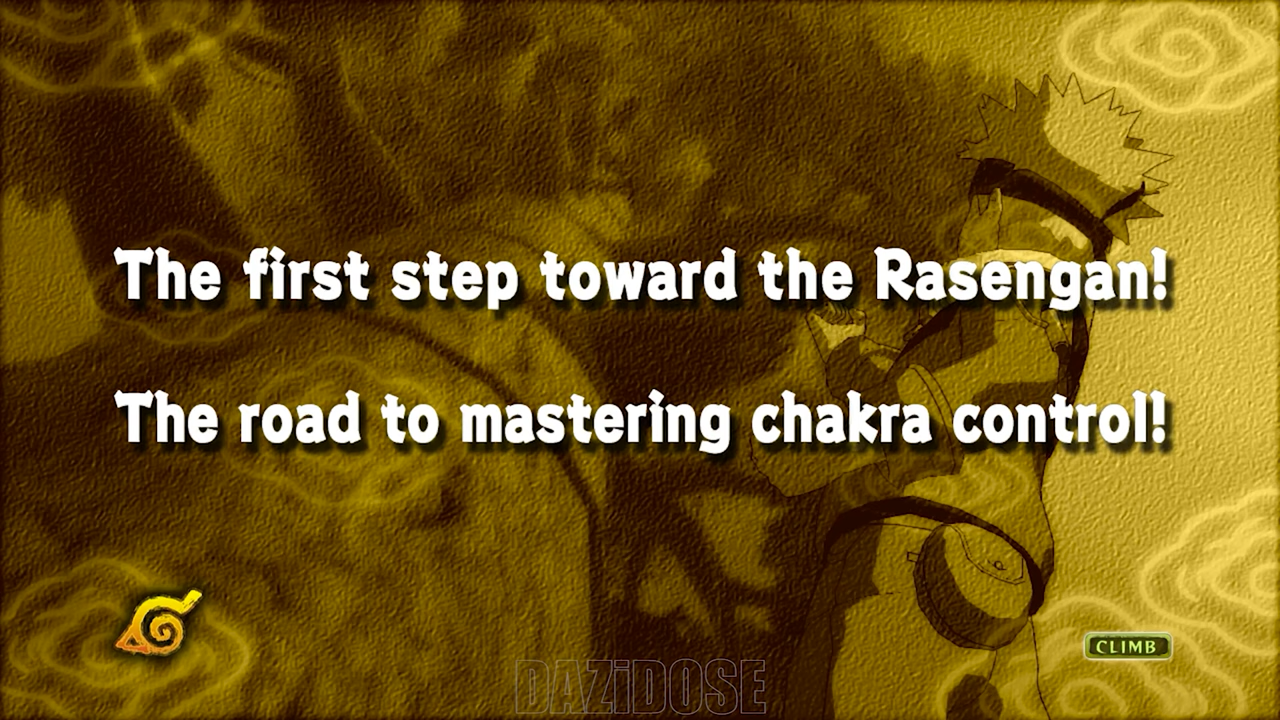 The first step toward the Rasengan!
The road to mastering chakra control!
CLIMB
DAZiDOSE